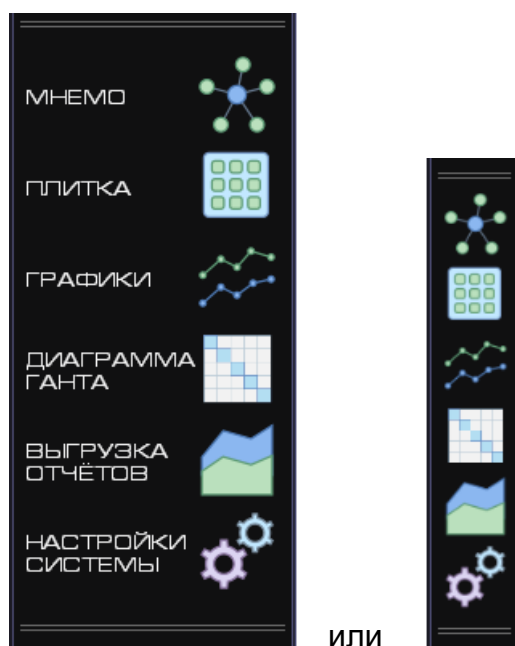 МНЕМО
ПЛИТКА
ГРАФИКИ
ДИАГРАММА
ГАНТА
ВЫГРУЗКА
ОТЧЁТОВ
НАСТРОЙКИ
СИСТЕМЫ
или